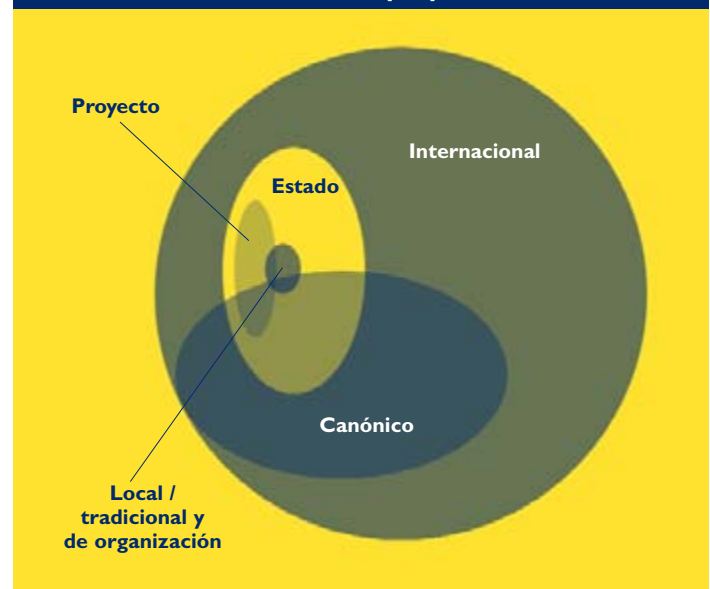 Proyecto
Internacional
Estado
Canónico
Local /
tradicional y
de organización